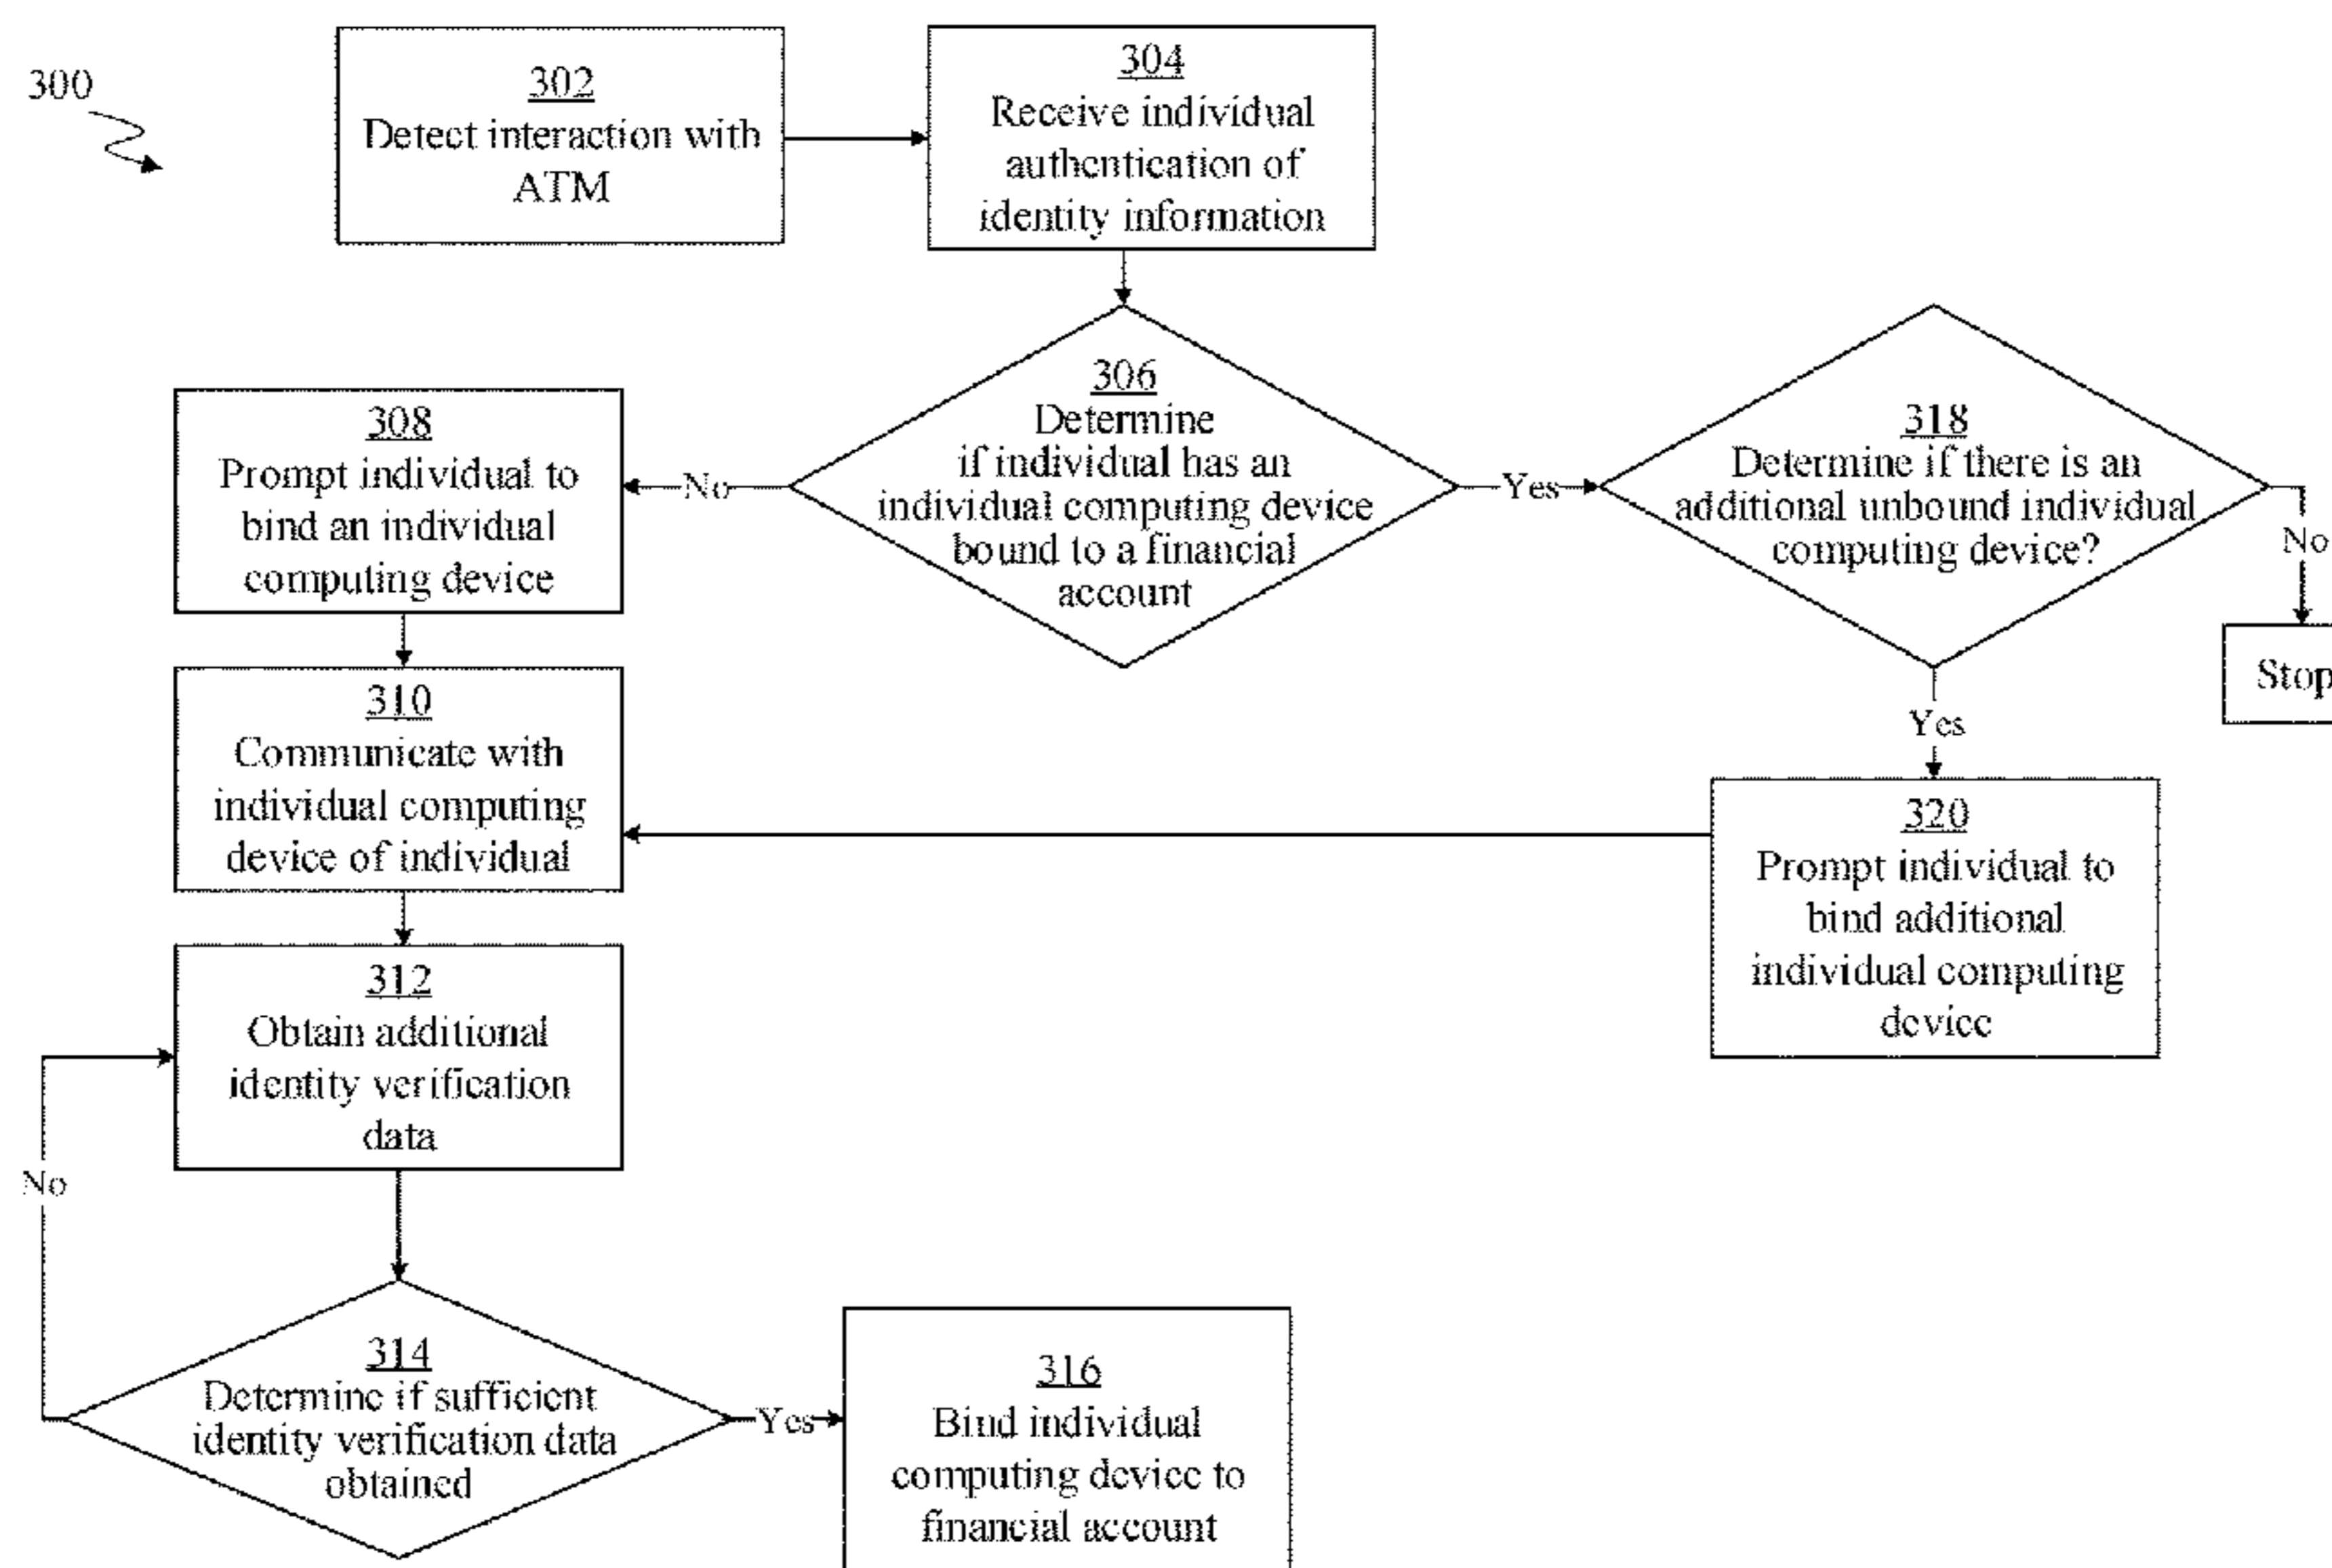 300
302
Detect interaction with
ATM
304
Receive individual
authentication of
identity information
306
Determine
if individual has an
individual computing device
bound to a financial
account
No
Yes
318
Determine if there is an
additional unbound individual
computing device?
No
Stop
Yes
308
Prompt individual to
bind an individual
computing device
310
Communicate with
individual computing
device of individual
320
Prompt individual to
bind additional
individual computing
device
312
Obtain additional
identity verification
data
No
314
Determine if sufficient
identity verification data
obtained
Yes
316
Bind individual
computing device to
financial account